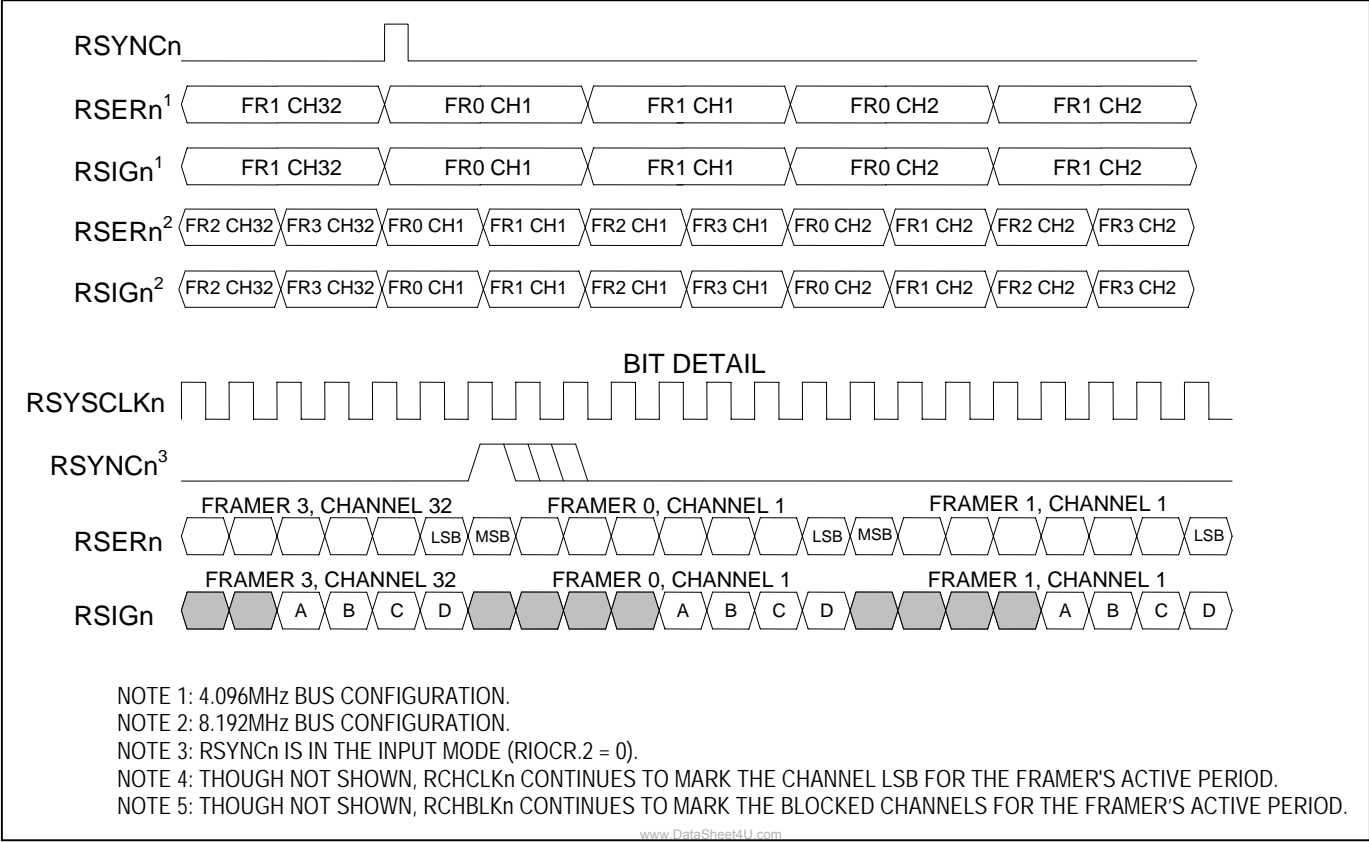 RSYNCn
RSERn1 FR1 CH32 FR0 CH1 FR1 CH1 FR0 CH2 FR1 CH2
RSIGn1 FR1 CH32 FR0 CH1 FR1 CH1 FR0 CH2 FR1 CH2
RSERn2 FR2 CH32 FR3 CH32 FR0 CH1 FR1 CH1 FR2 CH1 FR3 CH1 FR0 CH2 FR1 CH2 FR2 CH2 FR3 CH2
RSIGn2 FR2 CH32 FR3 CH32 FR0 CH1 FR1 CH1 FR2 CH1 FR3 CH1 FR0 CH2 FR1 CH2 FR2 CH2 FR3 CH2
BIT DETAIL
RSYSCLKn
RSYNCn3
FRAMER 3, CHANNEL 32 FRAMER 0, CHANNEL 1 FRAMER 1, CHANNEL 1
RSERn LSB MSB LSB MSB LSB
FRAMER 3, CHANNEL 32 FRAMER 0, CHANNEL 1 FRAMER 1, CHANNEL 1
RSIGn A B C D A B C D A B C D
NOTE 1: 4.096MHz BUS CONFIGURATION.
NOTE 2: 8.192MHz BUS CONFIGURATION.
NOTE 3: RSYNCn IS IN THE INPUT MODE (RIOCR.2 = 0).
NOTE 4: THOUGH NOT SHOWN, RCHCLKn CONTINUES TO MARK THE CHANNEL LSB FOR THE FRAMER'S ACTIVE PERIOD.
NOTE 5: THOUGH NOT SHOWN, RCHBLKn CONTINUES TO MARK THE BLOCKED CHANNELS FOR THE FRAMER’S ACTIVE PERIOD.
www.DataSheet4U.com